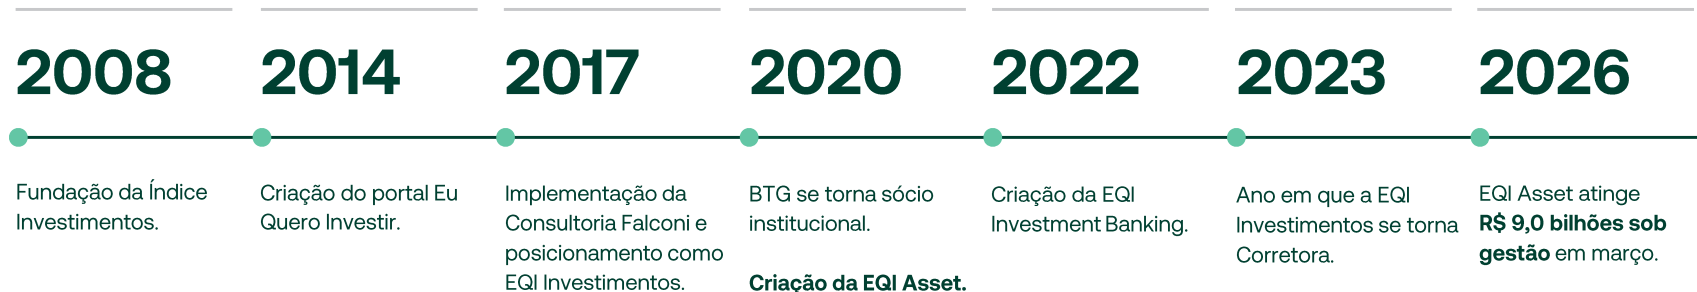 2008
Fundação da Índice
Investimentos.
2014
Criação do portal Eu
Quero Investir.
2017
Implementação da
Consultoria Falconi e
posicionamento como
EQI Investimentos.
2020
BTG se torna sócio
institucional.
Criação da EQI Asset.
2022
Criação da EQI
Investment Banking.
2023
Ano em que a EQI
Investimentos se torna
Corretora.
2026
EQI Asset atinge
R$ 9,0 bilhões sob
gestão em março.